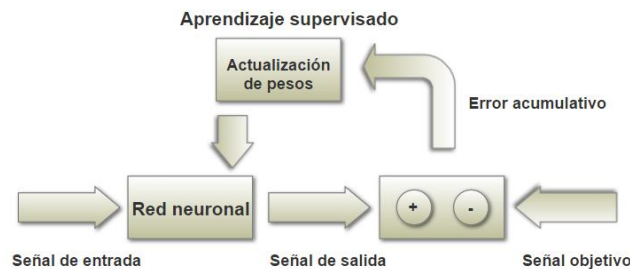 Aprendizaje supervisado
Actualización
de pesos
Error acumulativo
Red neuronal
+ -
Señal de entrada
Señal de salida
Señal objetivo